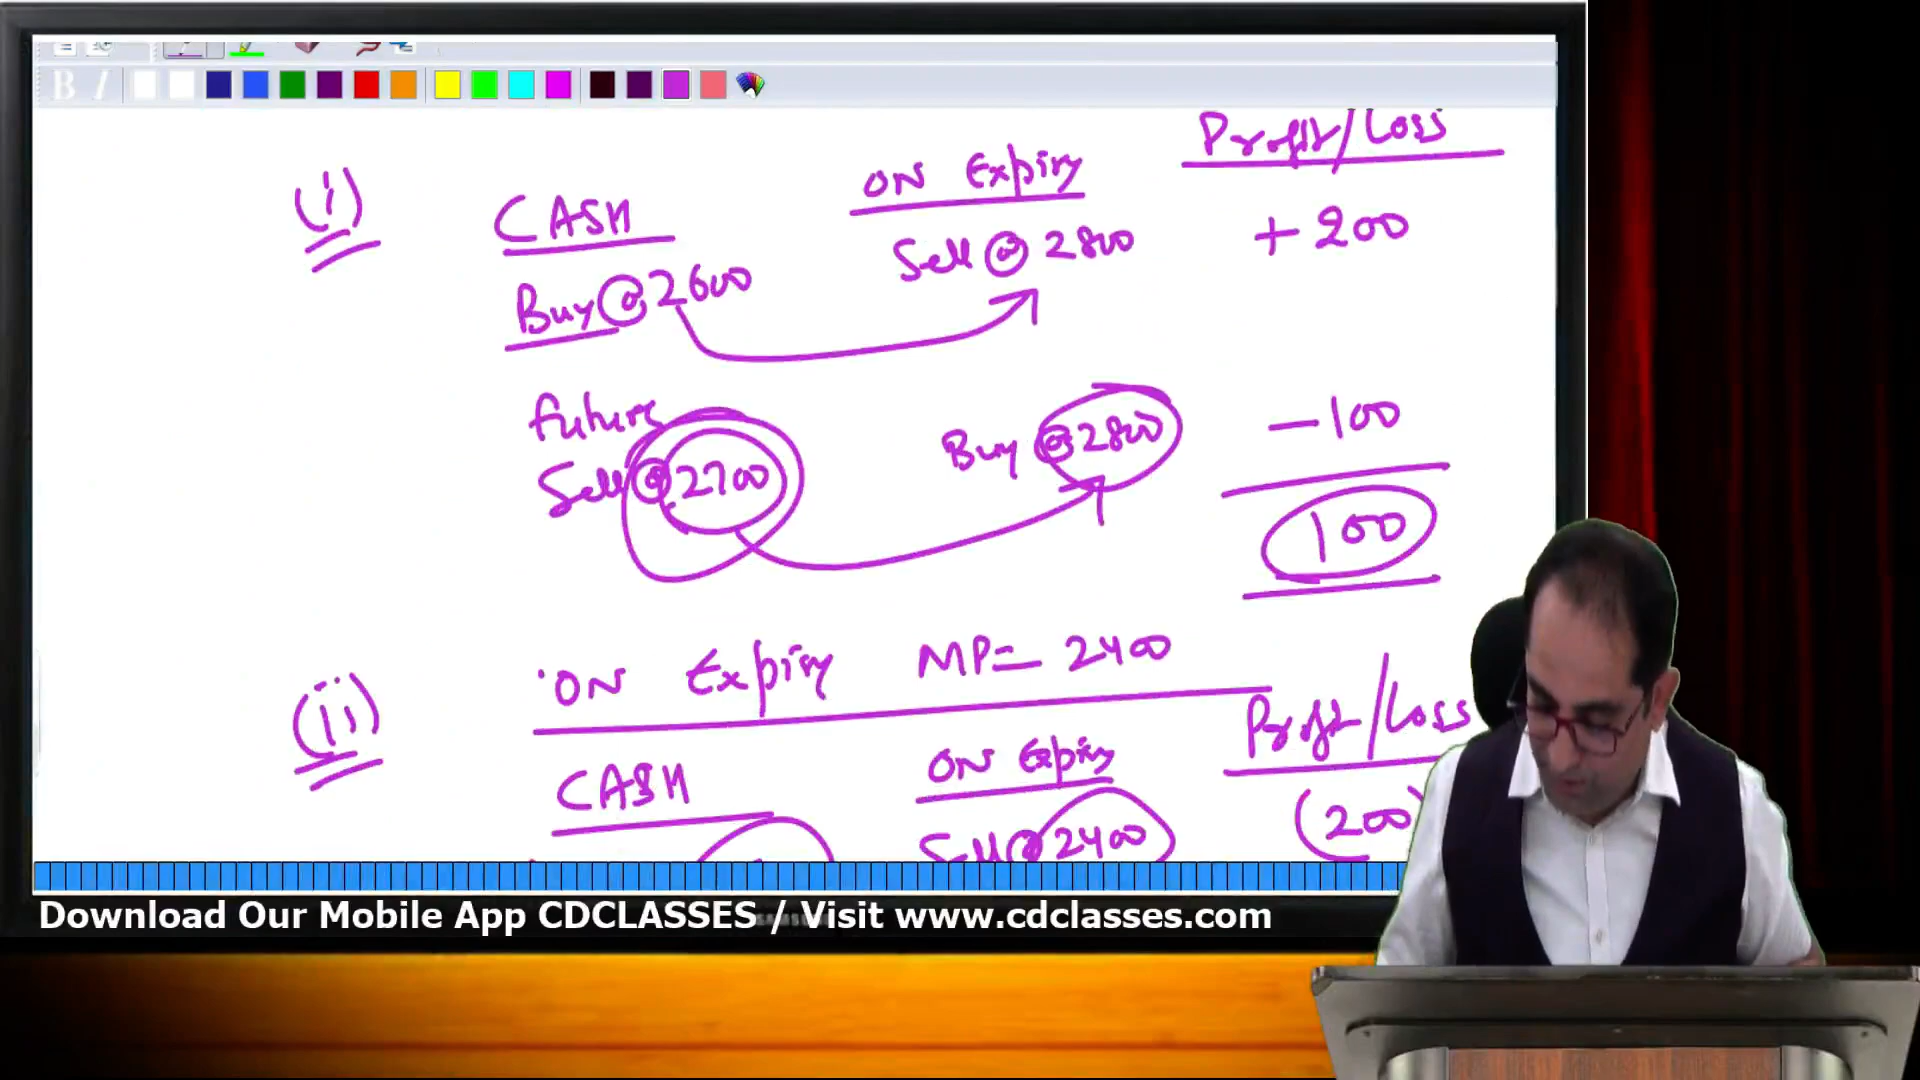 B I
Profit/Loss
(i) CASH ON Expiry
Buy @ 2600 Sell @ 2800 + 200
future
Sell @ 2700 Buy @ 2800 - 100
100
(ii) ON Expiry MP = 2400
CASH ON Expiry Profit/Loss
Sell @ 2400 (200)
Download Our Mobile App CDCLASSES / Visit www.cdclasses.com